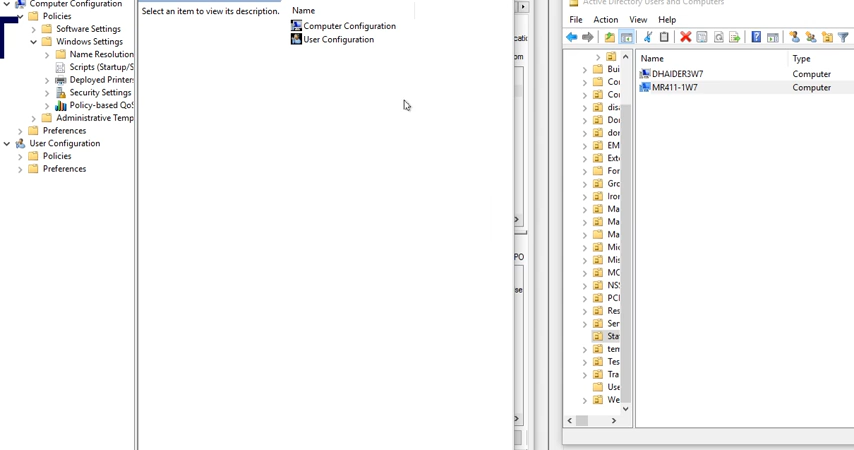 Computer Configuration
Policies
Software Settings
Windows Settings
Name Resolution
Scripts (Startup/S
Deployed Printers
Security Settings
Policy-based QoS
Administrative Temp
Preferences
User Configuration
Policies
Preferences
Select an item to view its description.
Name
Computer Configuration
User Configuration
PO
Active Directory Users and Computers
File Action View Help
Bui
Cor
Cor
disa
Dor
dor
EM
Exte
For
Gro
Iror
Ma
Ma
Ma
Mic
Mis
MC
NSS
PCI
Res
Ser
Sta
tem
Tes
Tra
Use
We
Name Type
DHAIDER3W7 Computer
MR411-1W7 Computer